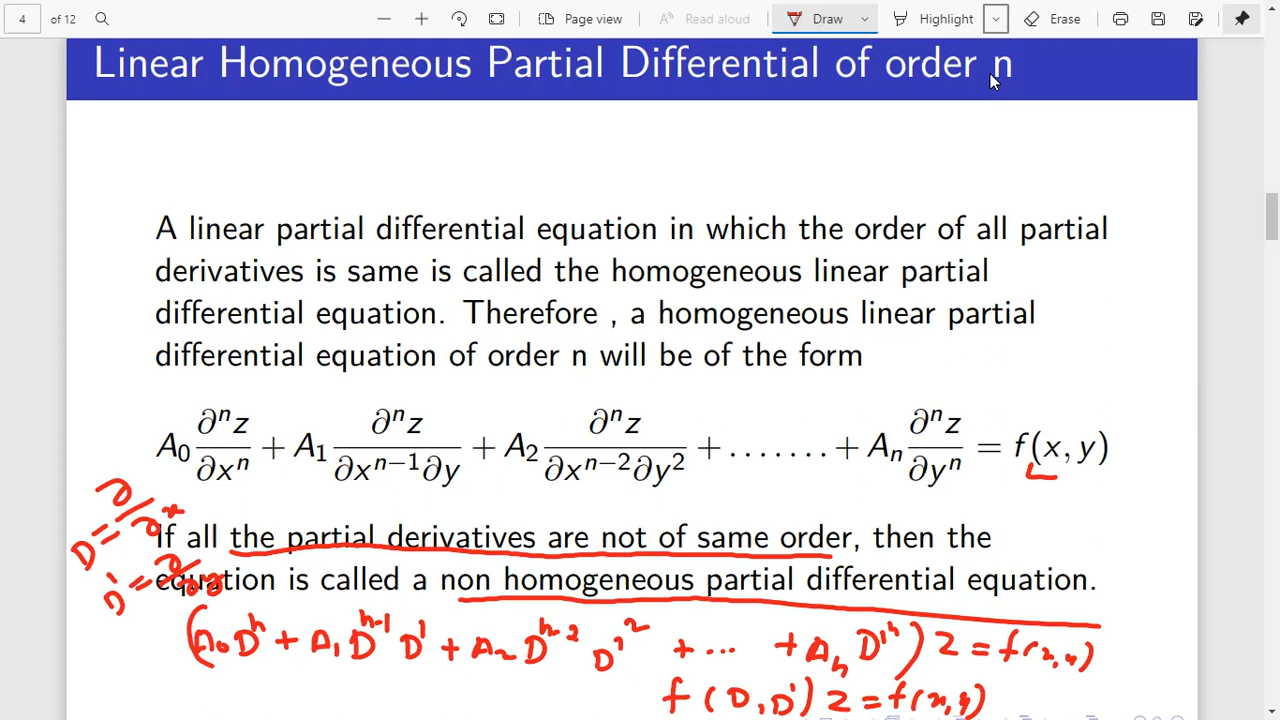 4 of 12 Page view Read aloud Draw Highlight Erase
Linear Homogeneous Partial Differential of order n
A linear partial differential equation in which the order of all partial
derivatives is same is called the homogeneous linear partial
differential equation. Therefore , a homogeneous linear partial
differential equation of order n will be of the form
A₀ ∂ⁿz/∂xⁿ + A₁ ∂ⁿz/∂xⁿ⁻¹∂y + A₂ ∂ⁿz/∂xⁿ⁻²∂y² + ....... + Aₙ ∂ⁿz/∂yⁿ = f(x, y)
D = ∂/∂x
If all the partial derivatives are not of same order, then the
D' = ∂/∂y
equation is called a non homogeneous partial differential equation.
(A₀Dⁿ + A₁Dⁿ⁻¹D' + A₂Dⁿ⁻²D'² + ... + AₙD'ⁿ) z = f(x,y)
f(D,D') z = f(x,y)